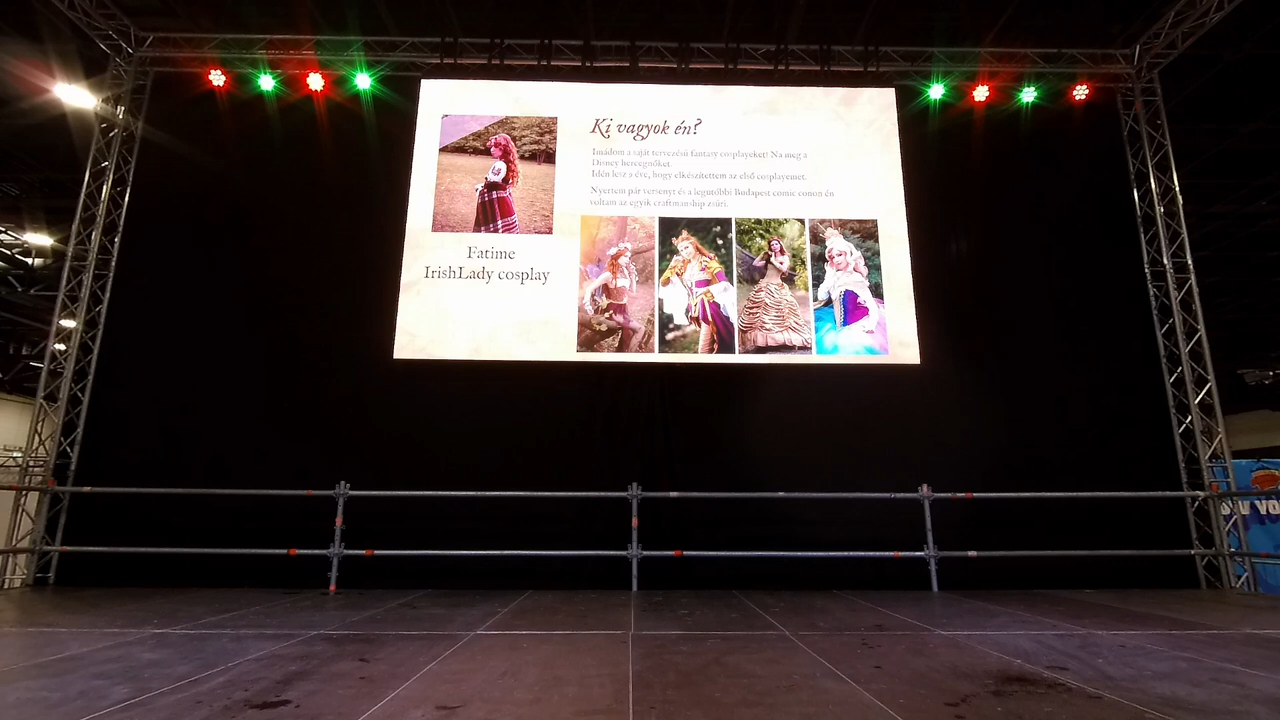 Ki vagyok én?
Imádom a saját tervezésű fantasy cosplayeket! Na meg a
Disney hercegnőket.
Idén lesz 2 éve, hogy elkészítettem az első cosplayemet.
Nyertem pár versenyt és a legutóbbi Budapest comic conon én
voltam az egyik craftmanship zsűri.
Fatime
IrishLady cosplay